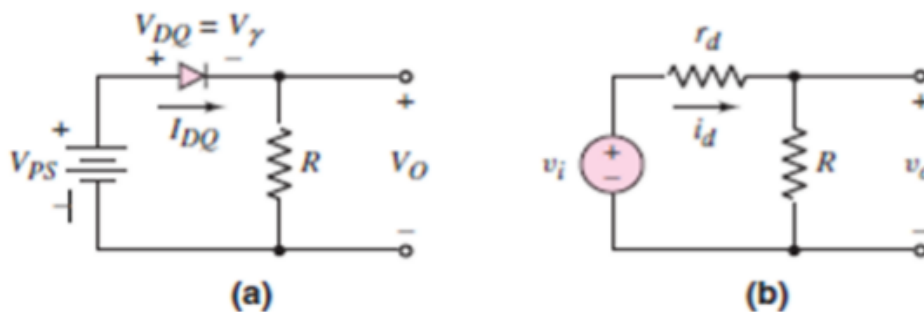 V_DQ = V_γ
+ −
I_DQ
+
V_PS
−
R
+
V_O
−
(a)
r_d
i_d
v_i
+
−
R
+
v_o
−
(b)